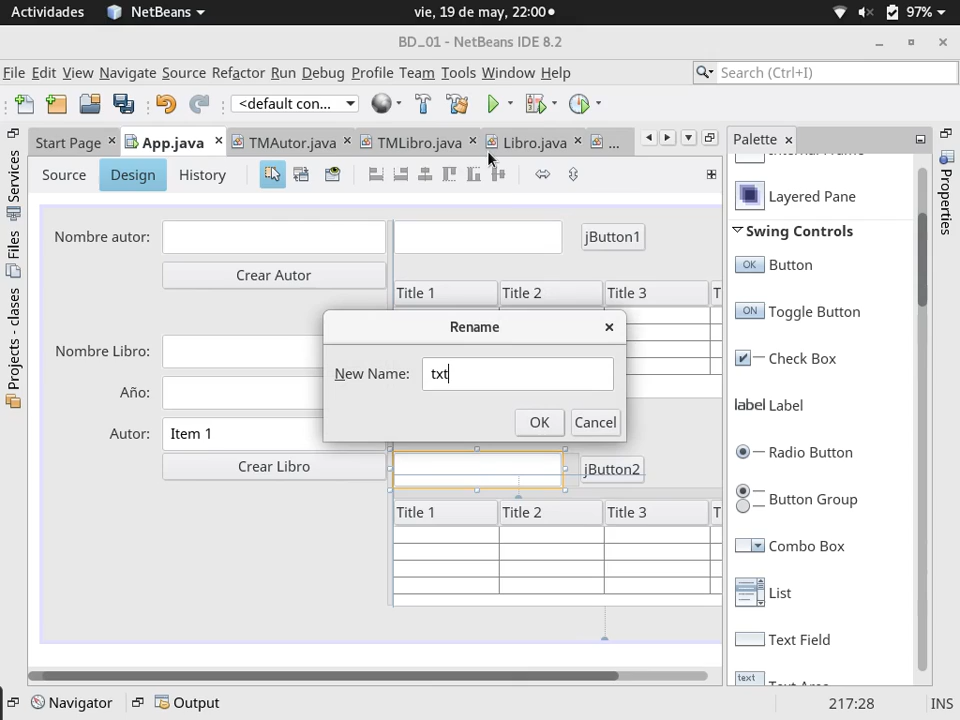 Actividades NetBeans vie, 19 de may, 22:00 97%
BD_01 - NetBeans IDE 8.2
File Edit View Navigate Source Refactor Run Debug Profile Team Tools Window Help Search (Ctrl+I)
<default con...
Start Page App.java TMAutor.java TMLibro.java Libro.java ...
Source Design History
Nombre autor: jButton1
Crear Autor
Title 1 Title 2 Title 3 T
Nombre Libro:
Año:
Autor: Item 1
Crear Libro jButton2
Title 1 Title 2 Title 3 T
Rename
New Name: txt
OK Cancel
Palette
Layered Pane
Swing Controls
OK Button
ON Toggle Button
Check Box
label Label
Radio Button
Button Group
Combo Box
List
Text Field
text
Services
Files
Projects - clases
Properties
Navigator Output 217:28 INS